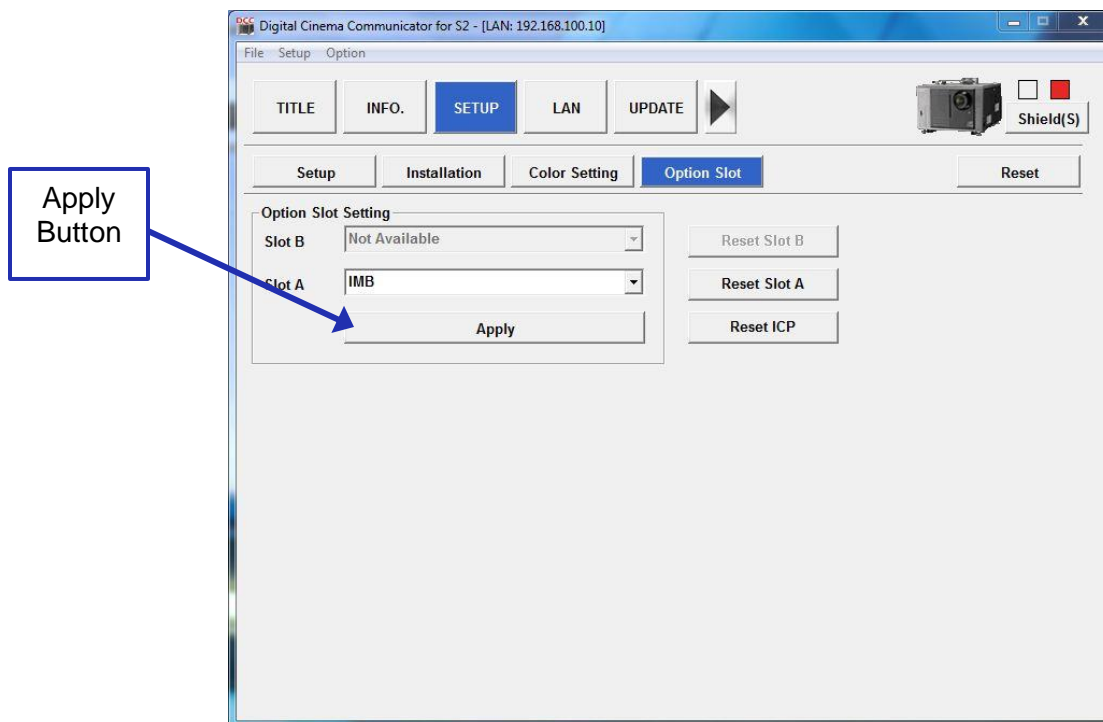 DCC Digital Cinema Communicator for S2 - [LAN: 192.168.100.10]
File Setup Option
TITLE INFO. SETUP LAN UPDATE
Shield(S)
Setup Installation Color Setting Option Slot Reset
Apply
Button
Option Slot Setting
Slot B Not Available Reset Slot B
Slot A IMB Reset Slot A
Apply Reset ICP